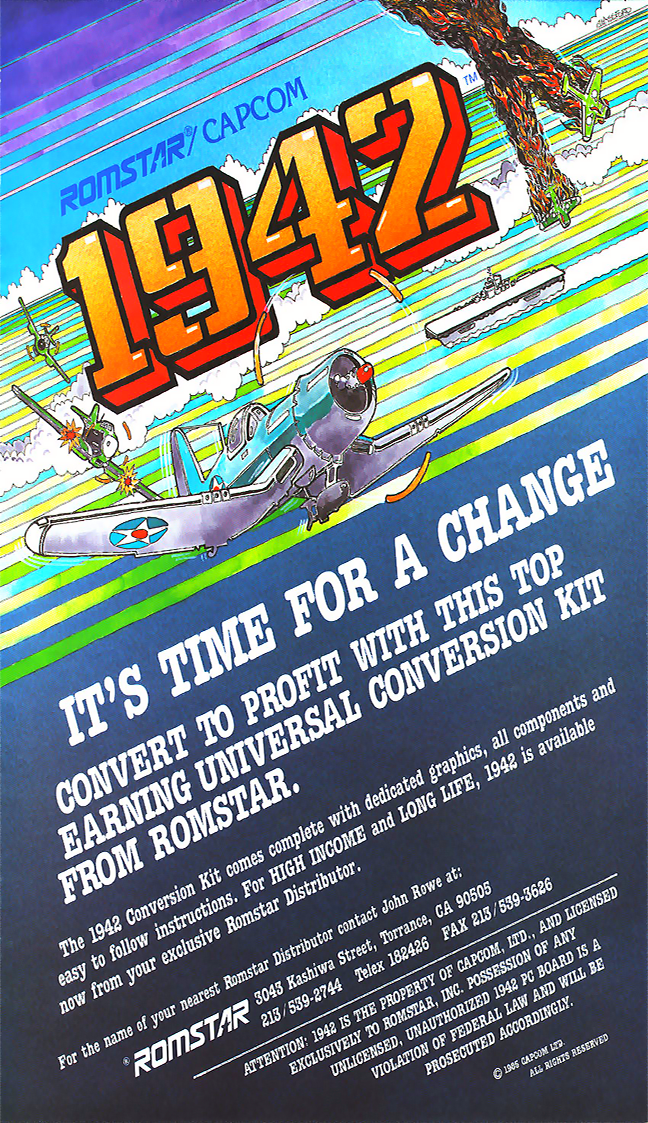 ROMSTAR®/CAPCOM
1942™
IT'S TIME FOR A CHANGE
CONVERT TO PROFIT WITH THIS TOP
EARNING UNIVERSAL CONVERSION KIT
FROM ROMSTAR.
The 1942 Conversion Kit comes complete with dedicated graphics, all components and
easy to follow instructions. For HIGH INCOME and LONG LIFE, 1942 is available
now from your exclusive Romstar Distributor.
For the name of your nearest Romstar Distributor contact John Rowe at:
®ROMSTAR
3043 Kashiwa Street, Torrance, CA 90505
213/539-2744 Telex 182426 FAX 213/539-3626
ATTENTION: 1942 IS THE PROPERTY OF CAPCOM, LTD., AND LICENSED
EXCLUSIVELY TO ROMSTAR, INC. POSSESSION OF ANY
UNLICENSED, UNAUTHORIZED 1942 PC BOARD IS A
VIOLATION OF FEDERAL LAW AND WILL BE
PROSECUTED ACCORDINGLY.
© 1985 CAPCOM LTD.
ALL RIGHTS RESERVED